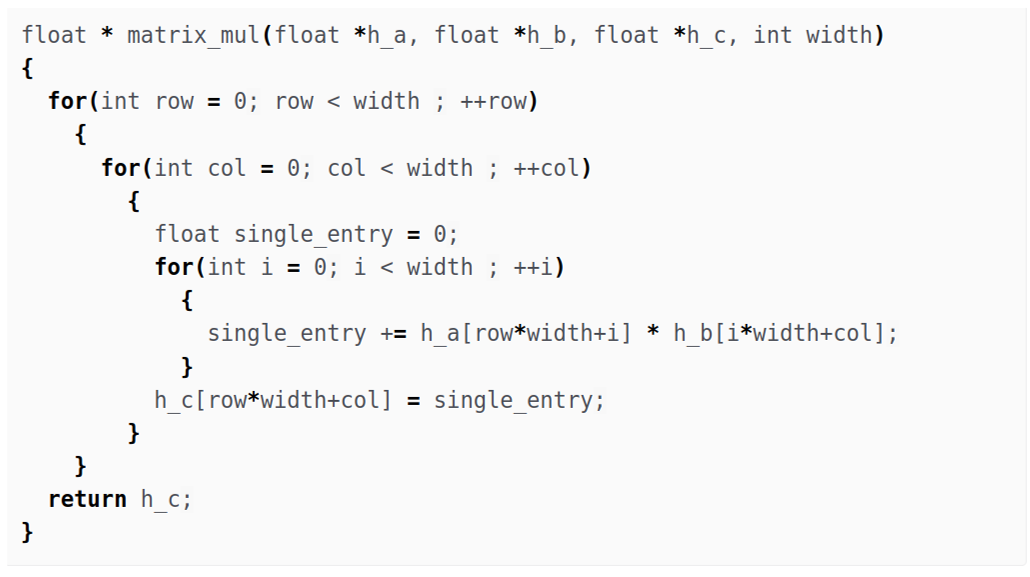 float * matrix_mul(float *h_a, float *h_b, float *h_c, int width)
{
  for(int row = 0; row < width ; ++row)
    {
      for(int col = 0; col < width ; ++col)
        {
          float single_entry = 0;
          for(int i = 0; i < width ; ++i)
            {
              single_entry += h_a[row*width+i] * h_b[i*width+col];
            }
          h_c[row*width+col] = single_entry;
        }
    }
  return h_c;
}